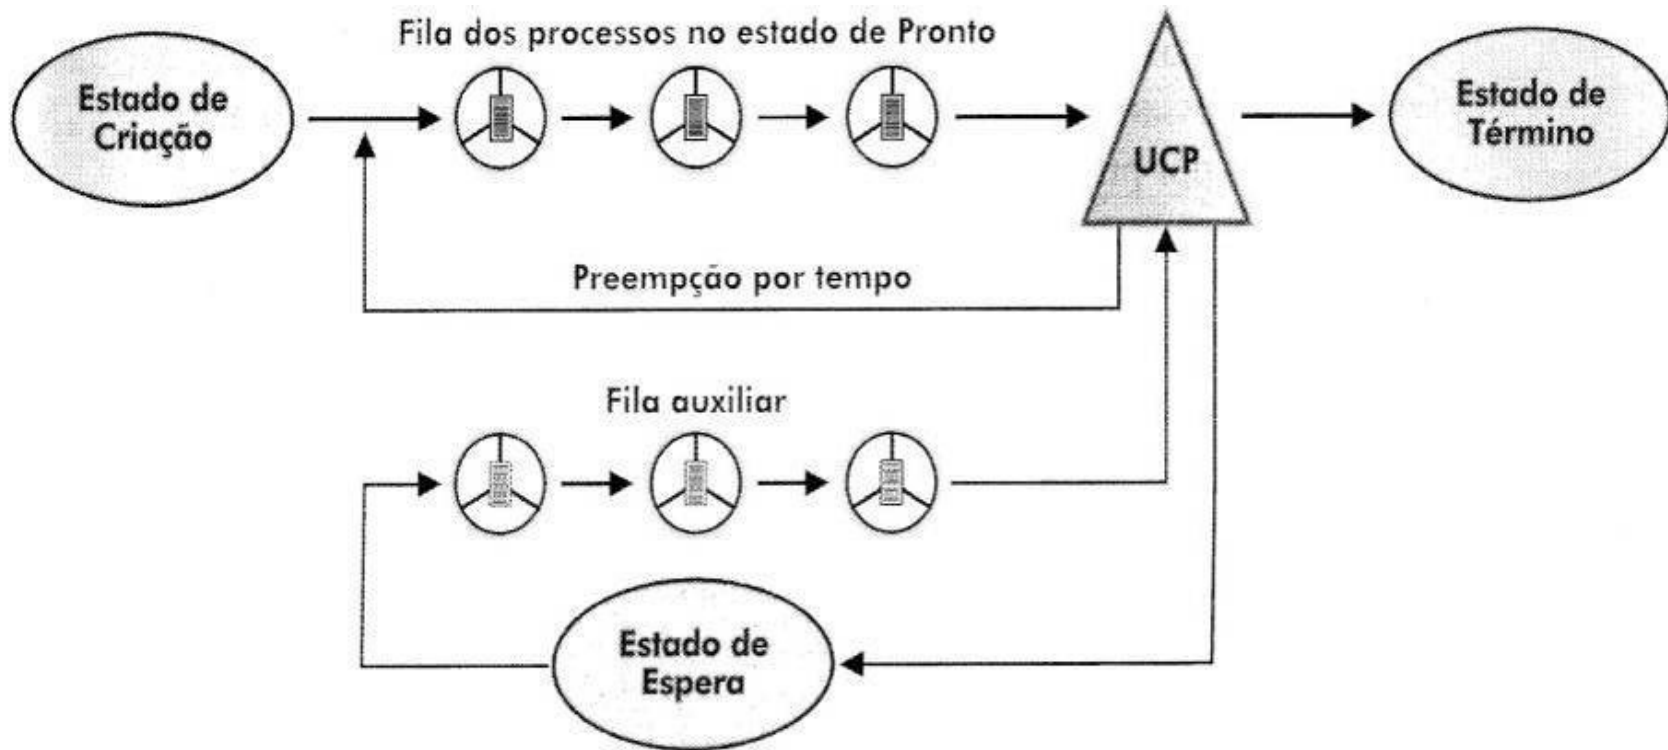 Fila dos processos no estado de Pronto
Estado de
Criação
UCP
Estado de
Término
Preempção por tempo
Fila auxiliar
Estado de
Espera